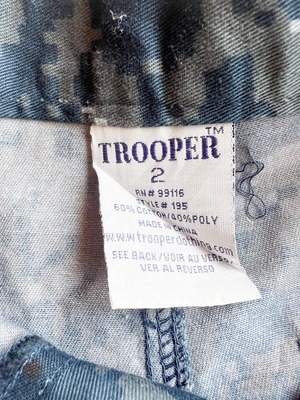 TROOPER™
2
RN# 99116
STYLE# 195
60% COTTON/40% POLY
MADE IN CHINA
www.trooperclothing.com
SEE BACK/VOIR AU VERSO
VER AL REVERSO